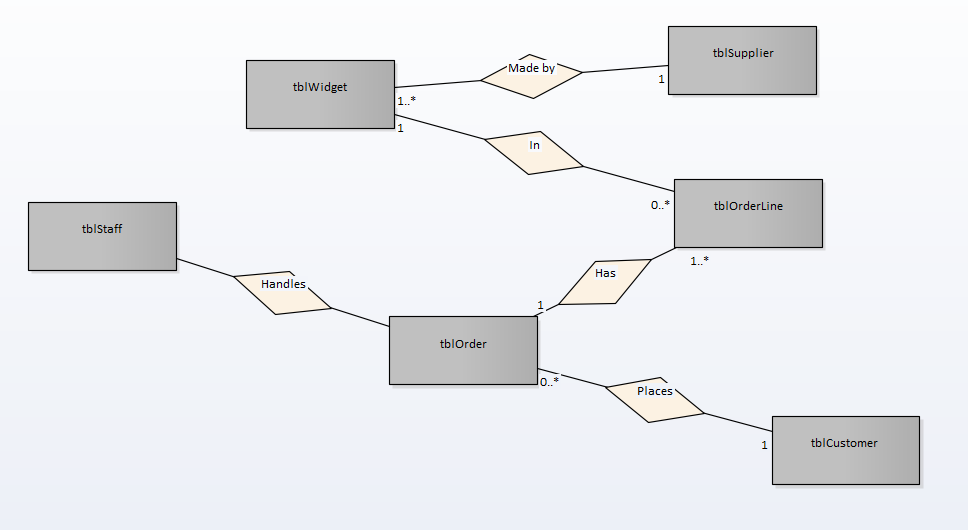 tblSupplier
Made by
1
tblWidget
1..*
1
In
0..*
tblOrderLine
1..*
tblStaff
Handles
Has
1
tblOrder
0..*
Places
1
tblCustomer